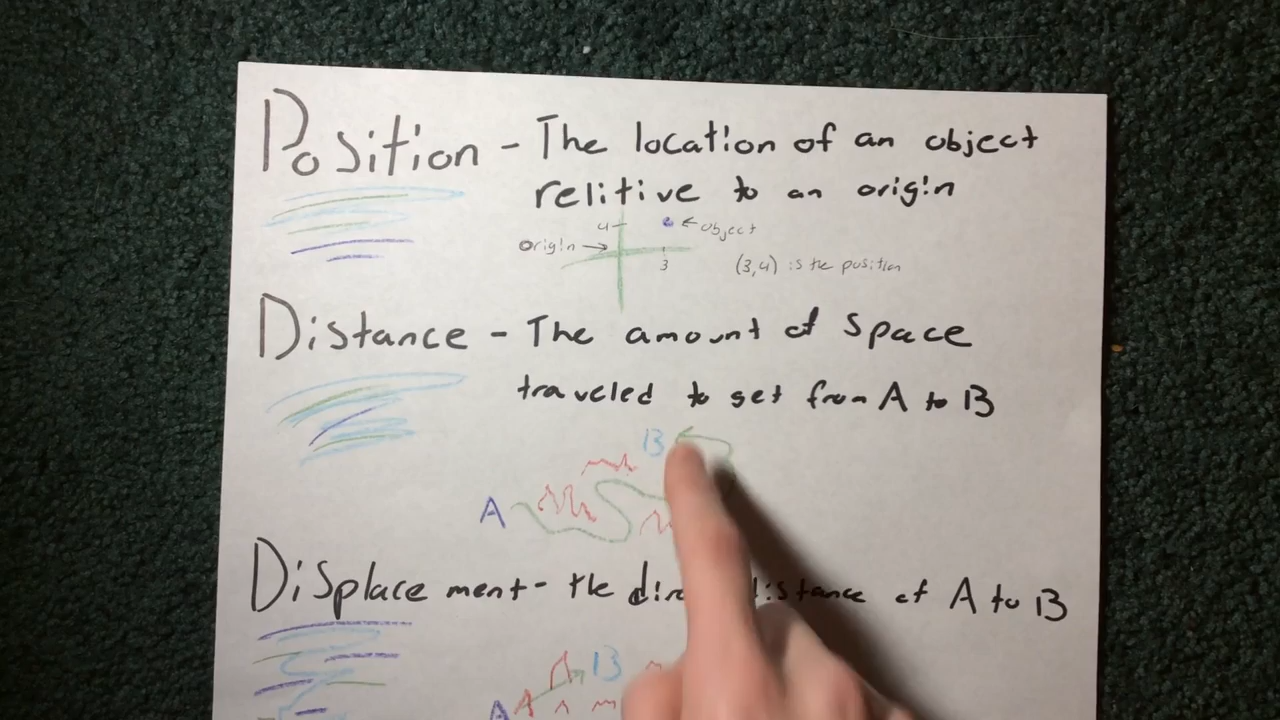 Position - The location of an object
relitive to an origin
4 ← object
Origin →
3 (3,4) is the position
Distance - The amount of space
traveled to get from A to B
B
A
Displacement - the distance of A to B
B
A